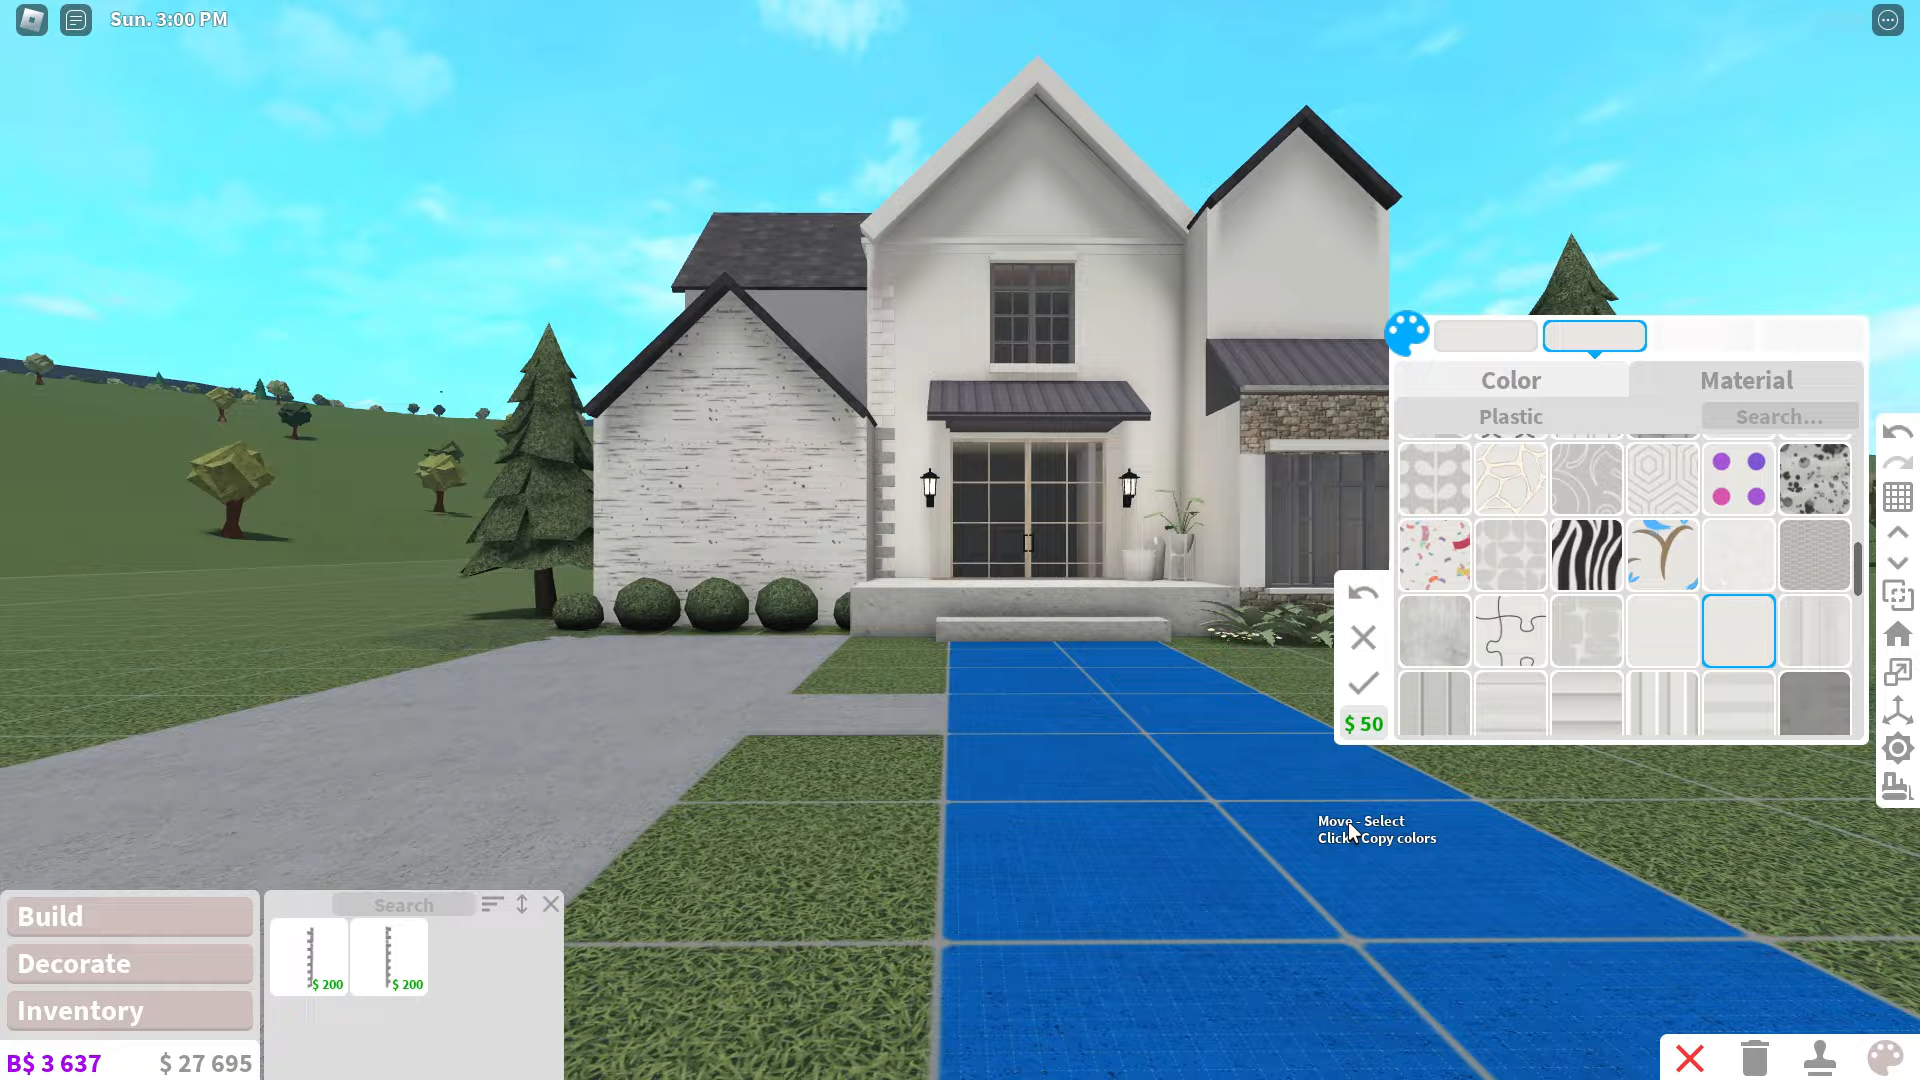 Sun. 3:00 PM
Color
Material
Plastic
Search...
$ 50
Move - Select
Click - Copy colors
Build
Decorate
Inventory
Search
$ 200
$ 200
B$ 3 637
$ 27 695